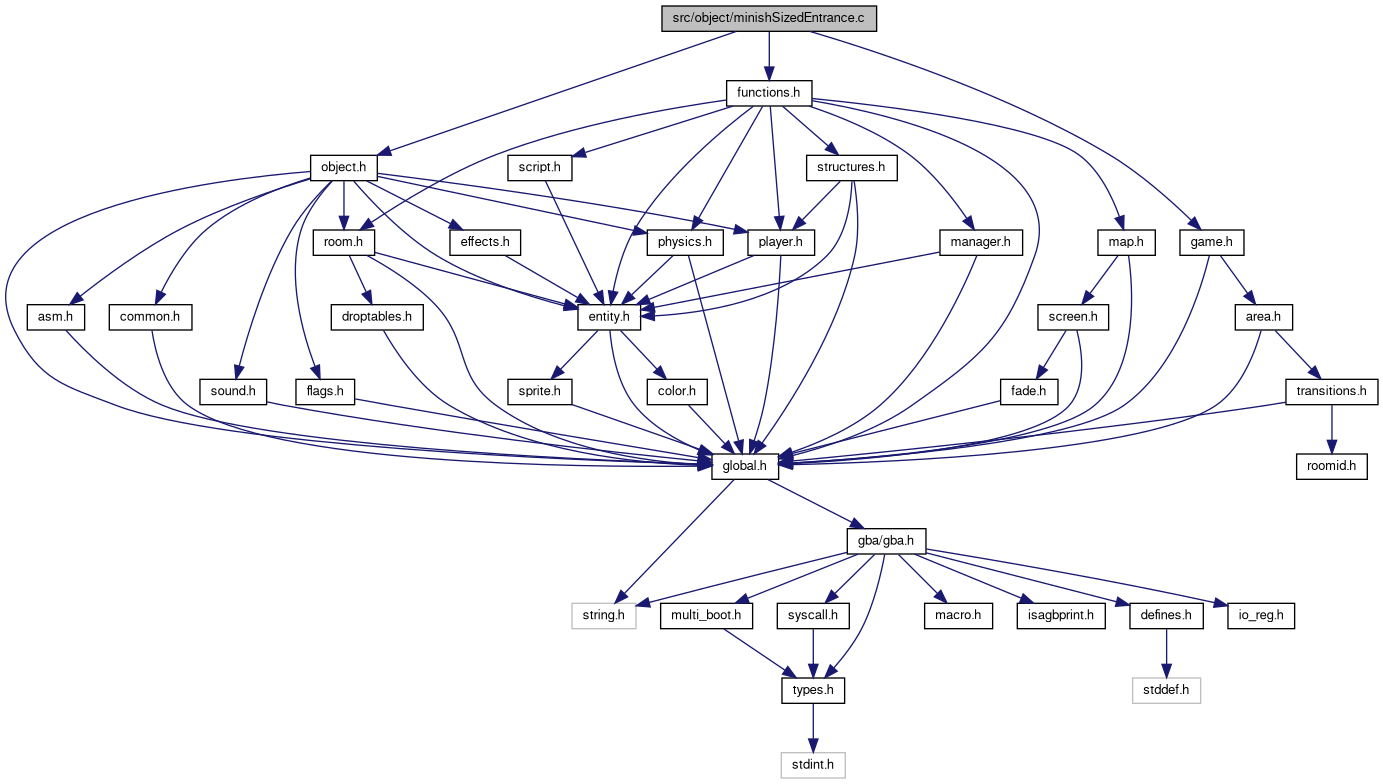 src/object/minishSizedEntrance.c
functions.h
object.h
script.h
structures.h
room.h
effects.h
physics.h
player.h
manager.h
map.h
game.h
asm.h
common.h
droptables.h
entity.h
screen.h
area.h
sound.h
flags.h
sprite.h
color.h
fade.h
transitions.h
global.h
roomid.h
gba/gba.h
string.h
multi_boot.h
syscall.h
macro.h
isagbprint.h
defines.h
io_reg.h
types.h
stddef.h
stdint.h